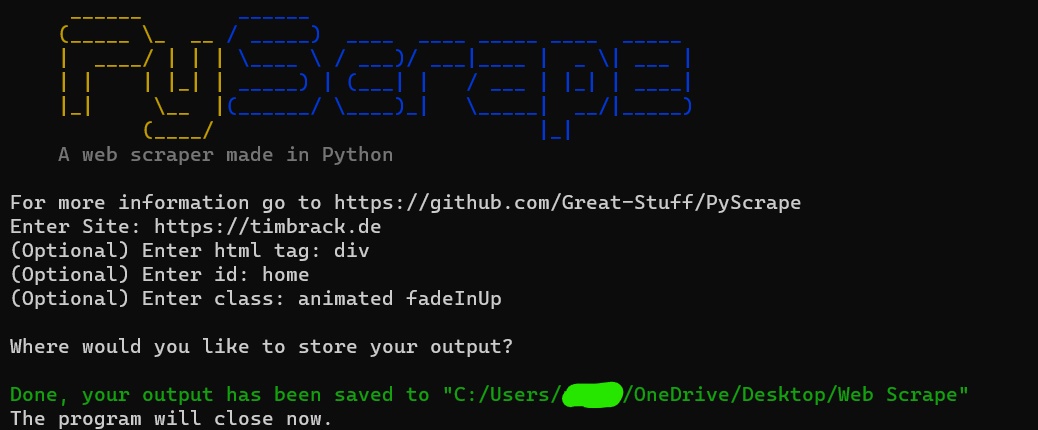 PyScrape
A web scraper made in Python
For more information go to https://github.com/Great-Stuff/PyScrape
Enter Site: https://timbrack.de
(Optional) Enter html tag: div
(Optional) Enter id: home
(Optional) Enter class: animated fadeInUp
Where would you like to store your output?
Done, your output has been saved to "C:/Users/ /OneDrive/Desktop/Web Scrape"
The program will close now.